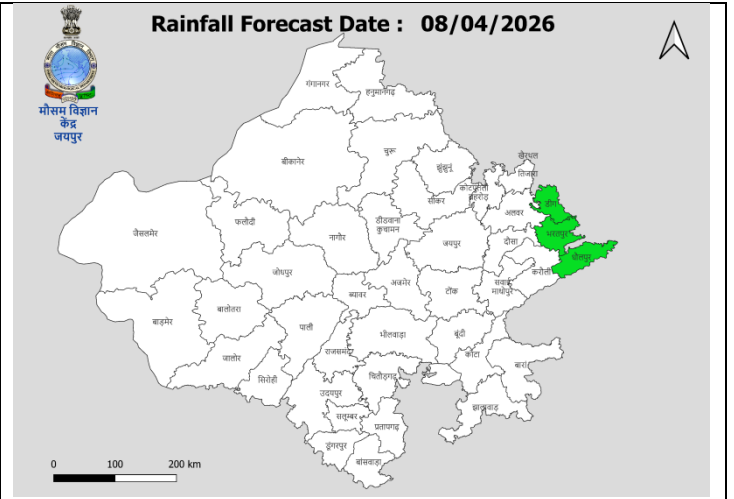 Rainfall Forecast Date : 08/04/2026
मौसम विज्ञान
केंद्र
जयपुर
गंगानगर
हनुमानगढ़
चुरू
बीकानेर
झुंझुनूं
खैरथल
तिजारा
कोटपूतली
बहरोड़
सीकर
अलवर
डीग
जैसलमेर
फलौदी
नागौर
डीडवाना
कुचामन
जयपुर
दौसा
भरतपुर
धौलपुर
करौली
जोधपुर
अजमेर
ब्यावर
टोंक
सवाई
माधोपुर
बाड़मेर
बालोतरा
पाली
भीलवाड़ा
बूंदी
कोटा
बारां
जालोर
सिरोही
राजसमंद
चितौड़गढ़
उदयपुर
झालावाड़
सलूम्बर
प्रतापगढ़
डूंगरपुर
बांसवाड़ा
0 100 200 km